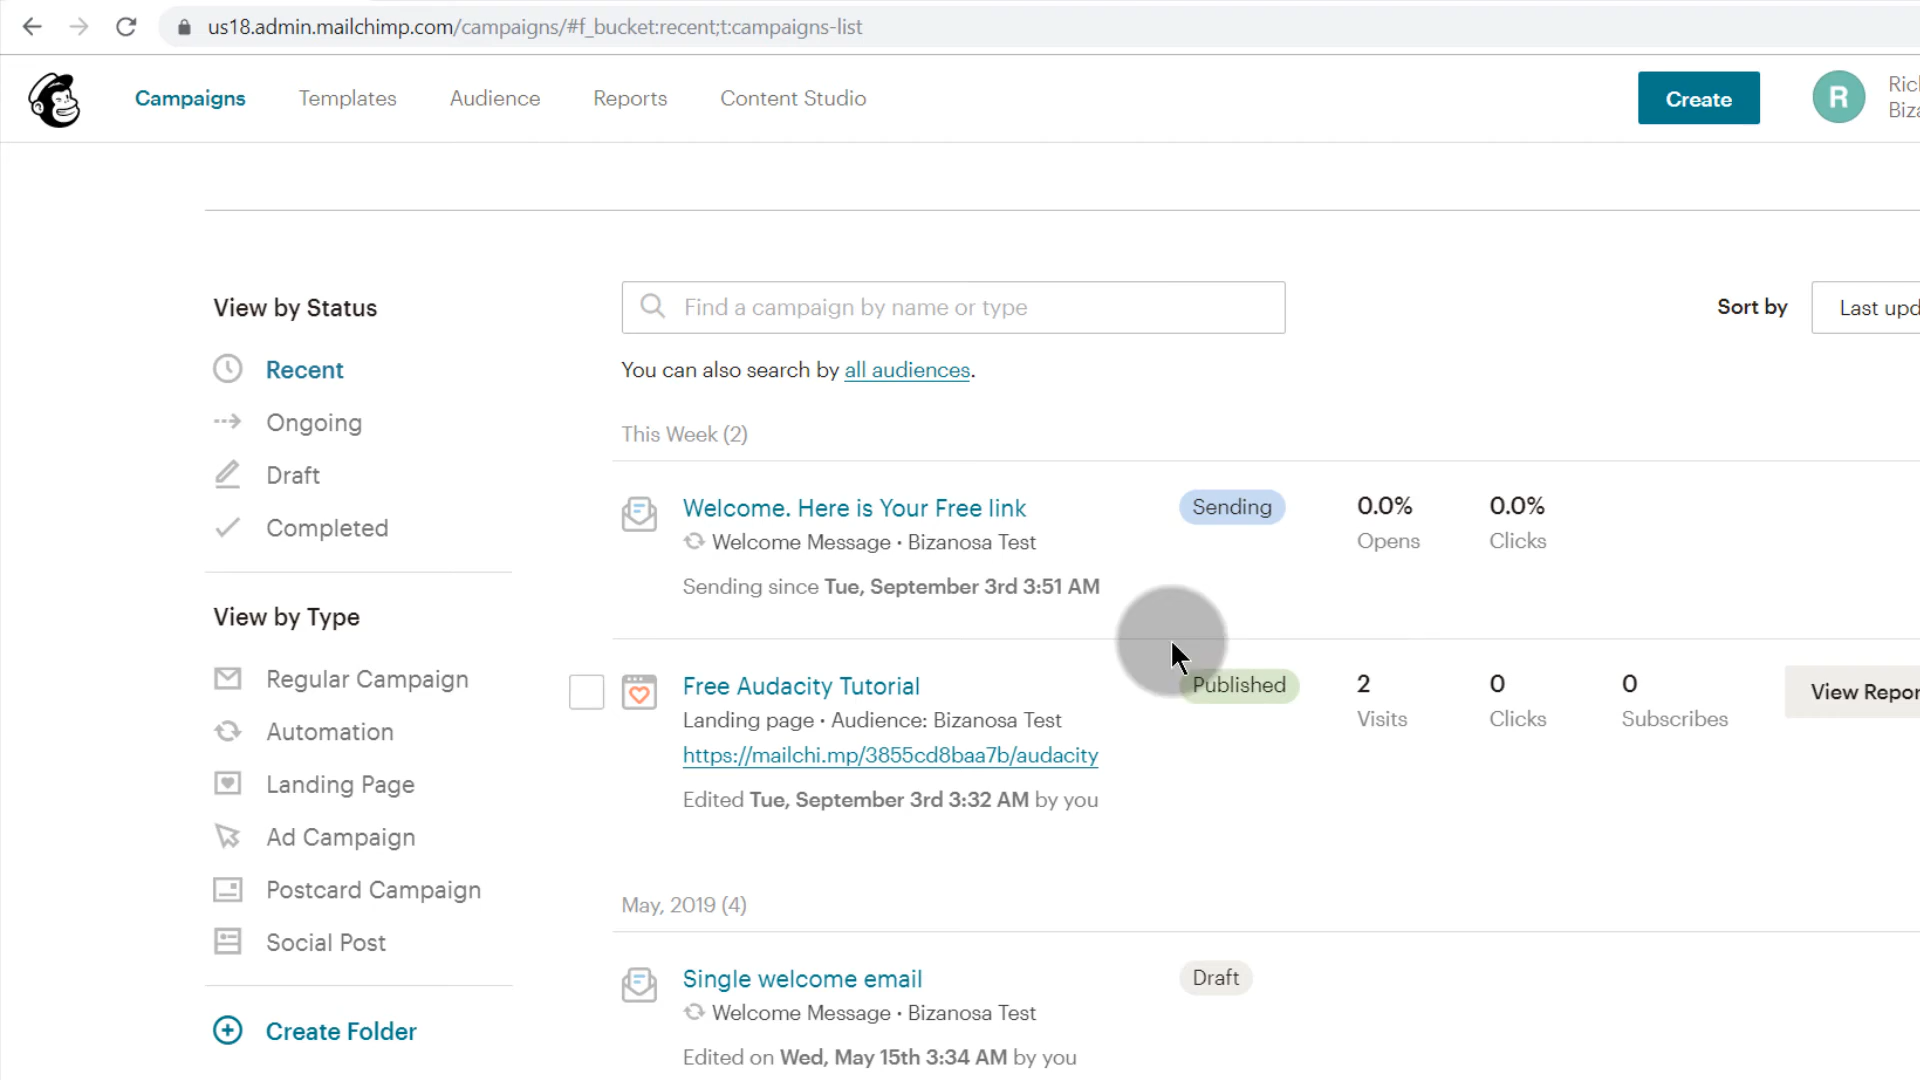 us18.admin.mailchimp.com/campaigns/#f_bucket:recent;t:campaigns-list
Campaigns Templates Audience Reports Content Studio Create R
View by Status
Find a campaign by name or type
Sort by
You can also search by all audiences.
Recent
Ongoing
Draft
Completed
View by Type
Regular Campaign
Automation
Landing Page
Ad Campaign
Postcard Campaign
Social Post
Create Folder
This Week (2)
Welcome. Here is Your Free link Sending 0.0% 0.0%
Welcome Message • Bizanosa Test Opens Clicks
Sending since Tue, September 3rd 3:51 AM
Free Audacity Tutorial Published 2 0 0 View Repor
Landing page • Audience: Bizanosa Test Visits Clicks Subscribes
https://mailchi.mp/3855cd8baa7b/audacity
Edited Tue, September 3rd 3:32 AM by you
May, 2019 (4)
Single welcome email Draft
Welcome Message • Bizanosa Test
Edited on Wed, May 15th 3:34 AM by you